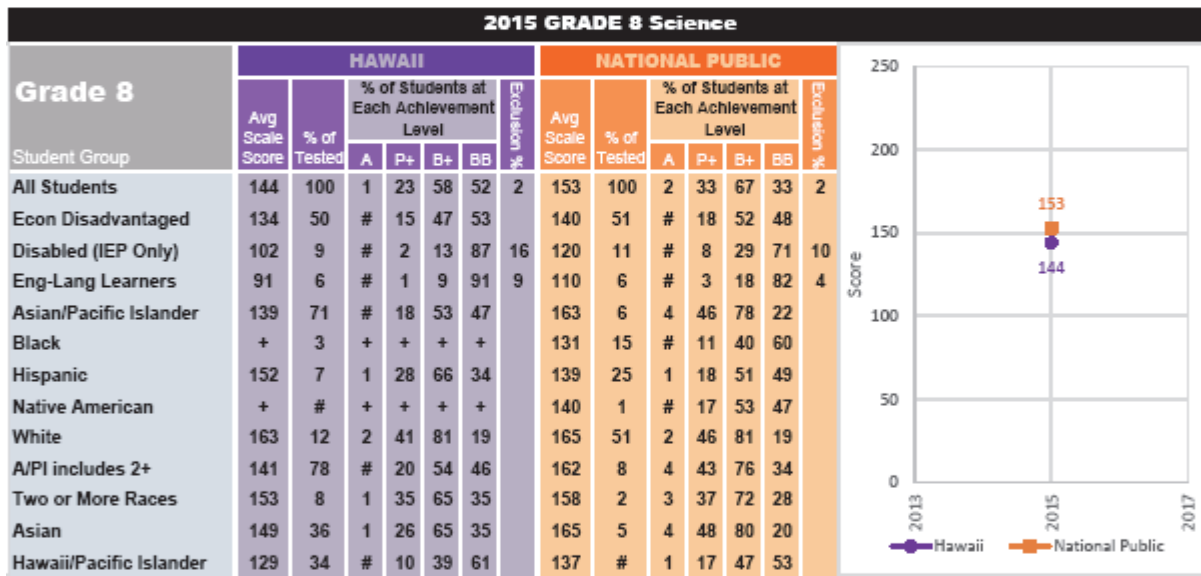 2015 GRADE 8 Science
Grade 8
Student Group
HAWAII
NATIONAL PUBLIC
Avg Scale Score % of Tested % of Students at Each Achievement Level Exclusion % Avg Scale Score % of Tested % of Students at Each Achievement Level Exclusion %
A P+ B+ BB A P+ B+ BB
All Students 144 100 1 23 58 52 2 153 100 2 33 67 33 2
Econ Disadvantaged 134 50 # 15 47 53 140 51 # 18 52 48
Disabled (IEP Only) 102 9 # 2 13 87 16 120 11 # 8 29 71 10
Eng-Lang Learners 91 6 # 1 9 91 9 110 6 # 3 18 82 4
Asian/Pacific Islander 139 71 # 18 53 47 163 6 4 46 78 22
Black + 3 + + + + 131 15 # 11 40 60
Hispanic 152 7 1 28 66 34 139 25 1 18 51 49
Native American + # + + + + 140 1 # 17 53 47
White 163 12 2 41 81 19 165 51 2 46 81 19
A/PI includes 2+ 141 78 # 20 54 46 162 8 4 43 76 34
Two or More Races 153 8 1 35 65 35 158 2 3 37 72 28
Asian 149 36 1 26 65 35 165 5 4 48 80 20
Hawaii/Pacific Islander 129 34 # 10 39 61 137 # 1 17 47 53
250
200
150
100
50
0
Score
153
144
2013 2015 2017
Hawaii National Public